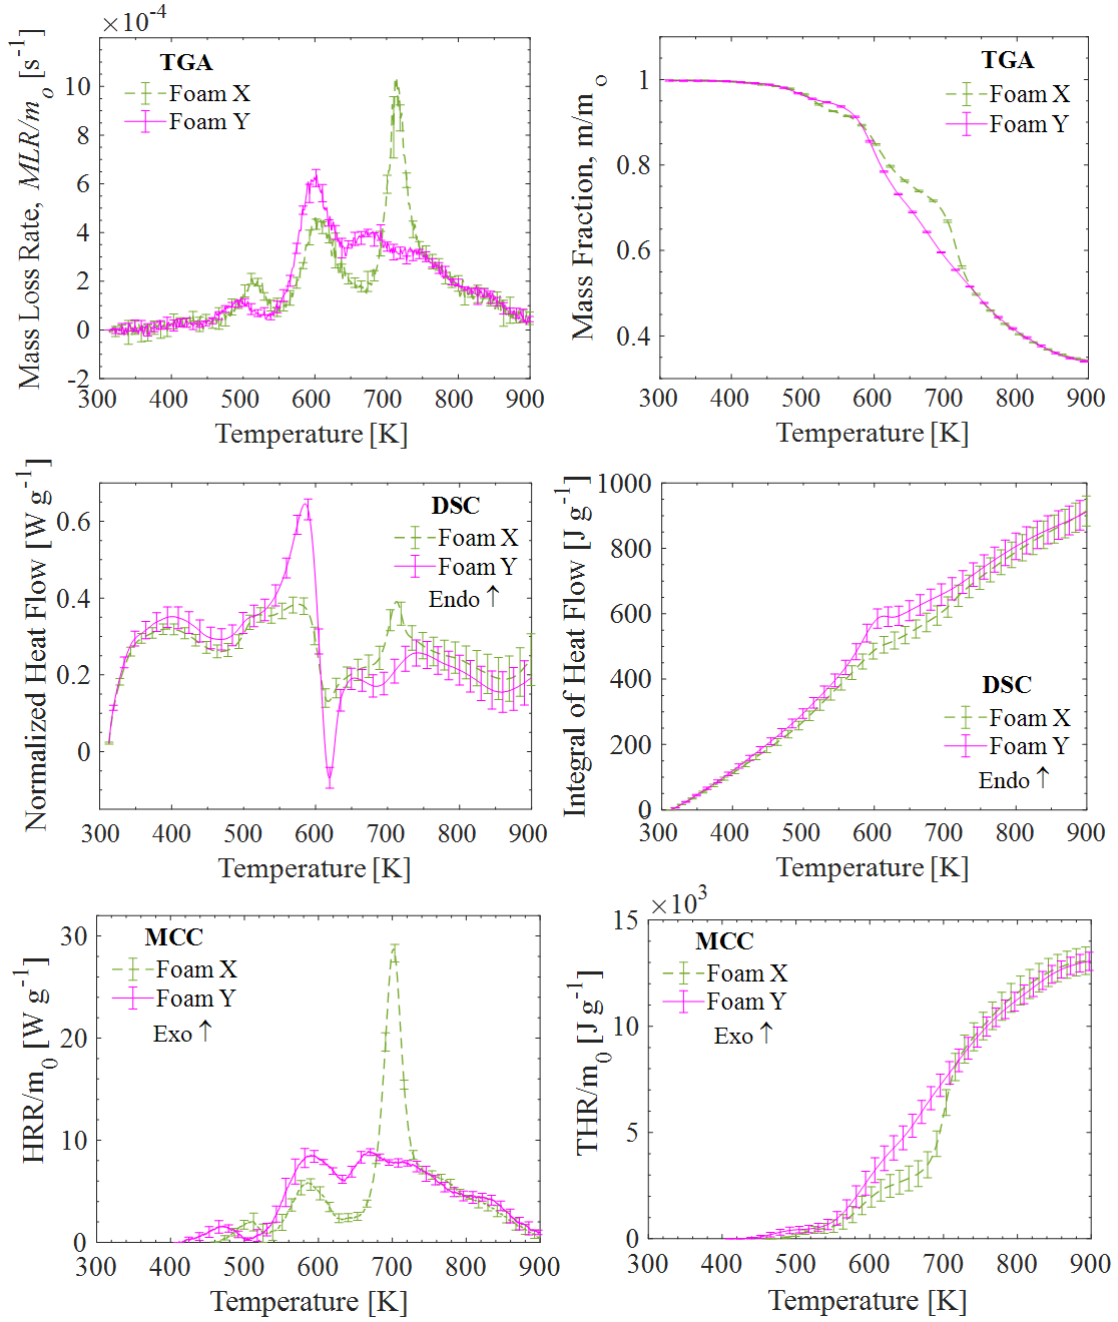 ×10⁻⁴
Mass Loss Rate, MLR/mₒ [s⁻¹]
10
8
6
4
2
0
-2
TGA
Foam X
Foam Y
300 400 500 600 700 800 900
Temperature [K]
Mass Fraction, m/mₒ
1
0.8
0.6
0.4
TGA
Foam X
Foam Y
300 400 500 600 700 800 900
Temperature [K]
Normalized Heat Flow [W g⁻¹]
0.6
0.4
0.2
0
DSC
Foam X
Foam Y
Endo ↑
300 400 500 600 700 800 900
Temperature [K]
Integral of Heat Flow [J g⁻¹]
1000
800
600
400
200
0
DSC
Foam X
Foam Y
Endo ↑
300 400 500 600 700 800 900
Temperature [K]
HRR/m₀ [W g⁻¹]
30
20
10
0
MCC
Foam X
Foam Y
Exo ↑
300 400 500 600 700 800 900
Temperature [K]
×10³
THR/m₀ [J g⁻¹]
15
10
5
0
MCC
Foam X
Foam Y
Exo ↑
300 400 500 600 700 800 900
Temperature [K]